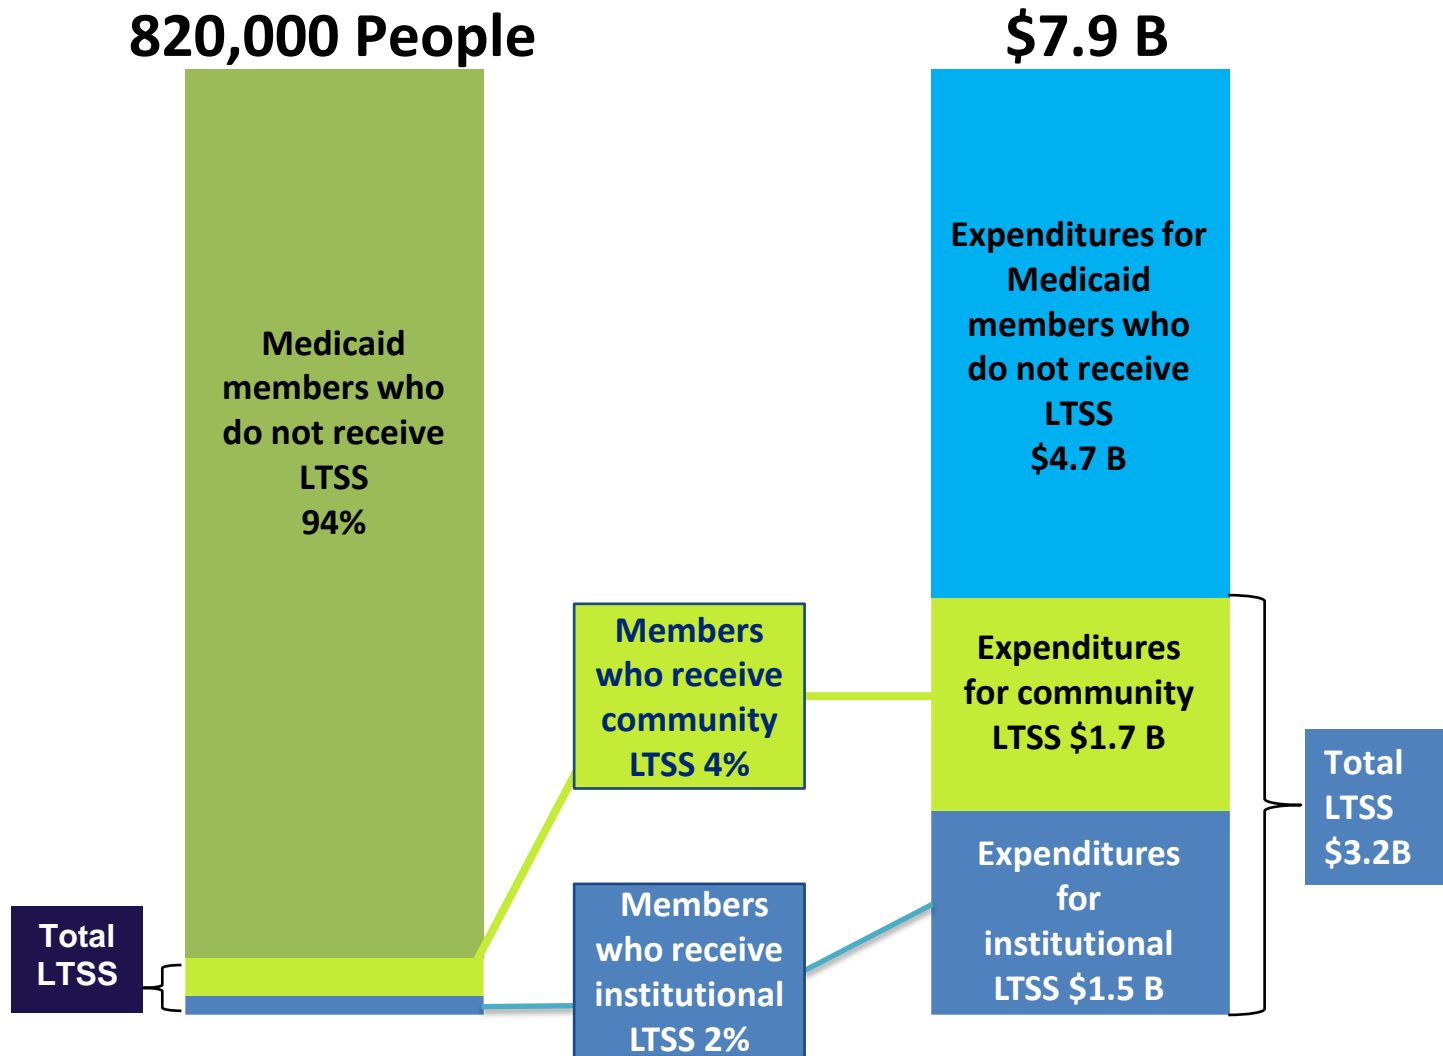 820,000 People
$7.9 B
Medicaid
members who
do not receive
LTSS
94%
Expenditures for
Medicaid
members who
do not receive
LTSS
$4.7 B
Members
who receive
community
LTSS 4%
Expenditures
for community
LTSS $1.7 B
Total
LTSS
$3.2B
Total
LTSS
Members
who receive
institutional
LTSS 2%
Expenditures
for
institutional
LTSS $1.5 B